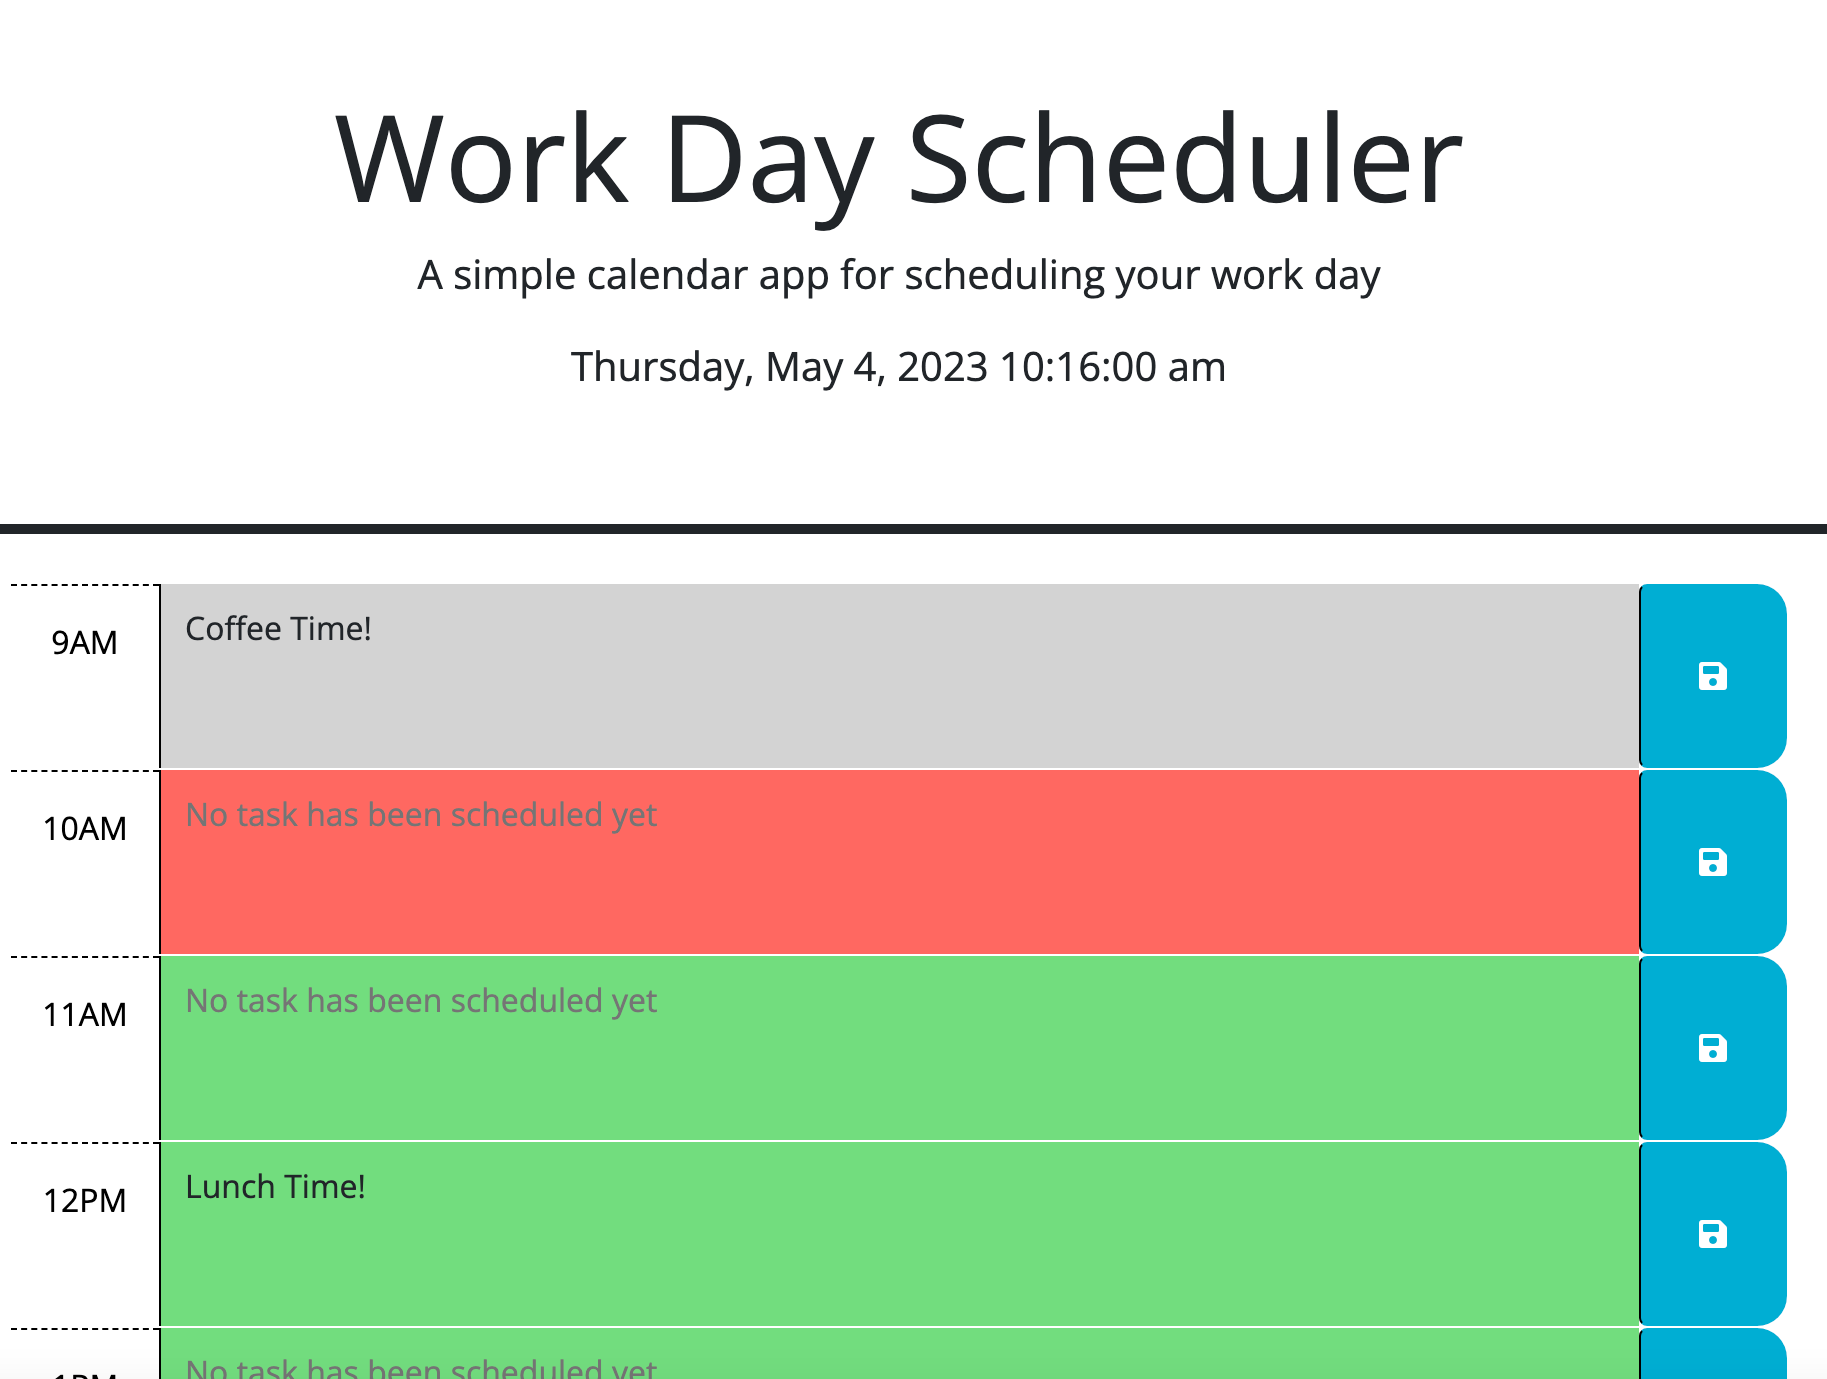 Work Day Scheduler
A simple calendar app for scheduling your work day
Thursday, May 4, 2023 10:16:00 am
9AM
Coffee Time!
10AM
No task has been scheduled yet
11AM
No task has been scheduled yet
12PM
Lunch Time!
1PM
No task has been scheduled yet